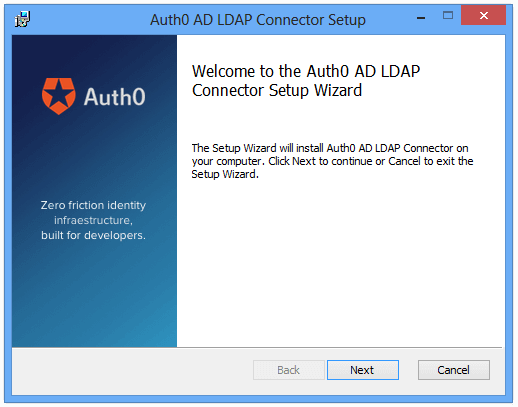 Auth0 AD LDAP Connector Setup
Auth0
Zero friction identity
infraestructure,
built for developers.
Welcome to the Auth0 AD LDAP
Connector Setup Wizard
The Setup Wizard will install Auth0 AD LDAP Connector on
your computer. Click Next to continue or Cancel to exit the
Setup Wizard.
Back
Next
Cancel